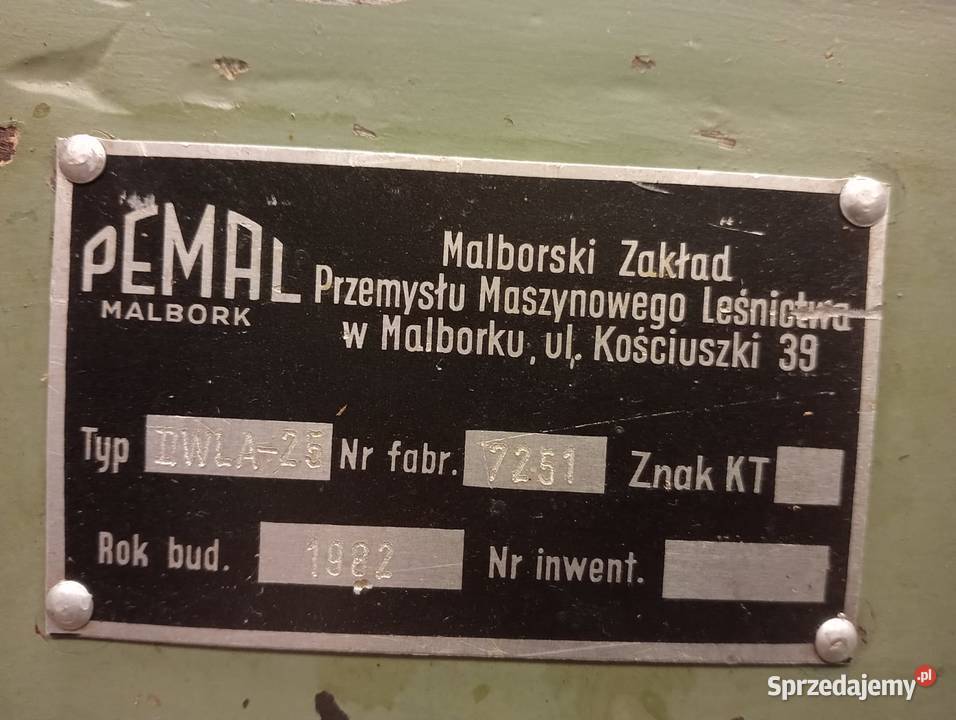 PEMAL
MALBORK
Malborski Zakład
Przemysłu Maszynowego Leśnictwa
w Malborku, ul. Kościuszki 39
Typ DWLA-25 Nr fabr. 7251 Znak KT
Rok bud. 1982 Nr inwent.
Sprzedajemy.pl